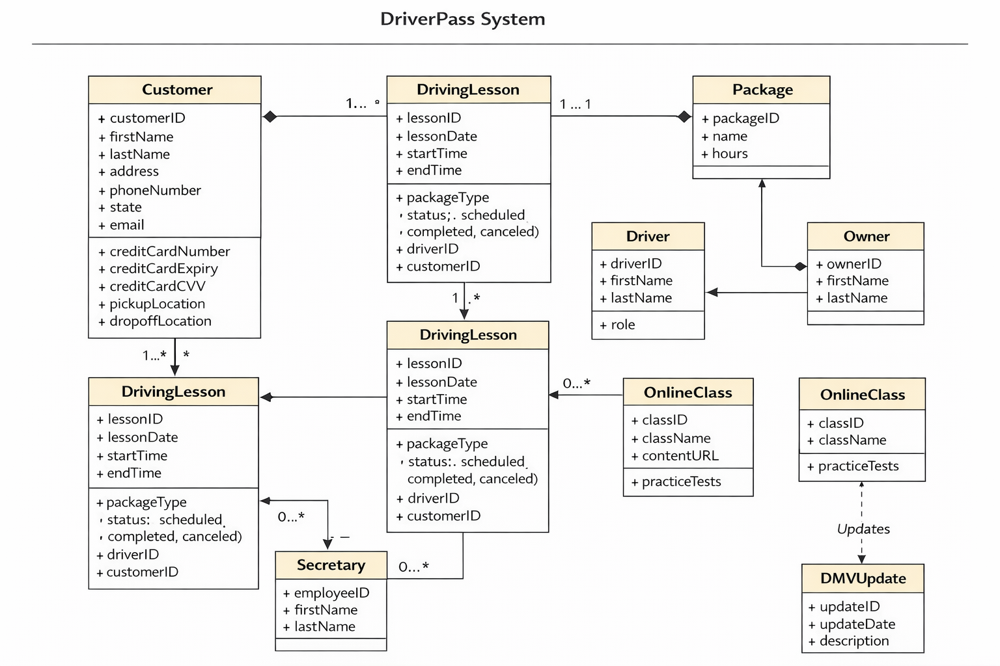 DriverPass System
Customer
+ customerID
+ firstName
+ lastName
+ address
+ phoneNumber
+ state
+ email
+ creditCardNumber
+ creditCardExpiry
+ creditCardCVV
+ pickupLocation
+ dropoffLocation
1... *
DrivingLesson
+ lessonID
+ lessonDate
+ startTime
+ endTime
+ packageType
status;. scheduled
completed, canceled)
+ driverID
+ customerID
1 ... 1
Package
+ packageID
+ name
+ hours
Driver
+ driverID
+ firstName
+ lastName
+ role
Owner
+ ownerID
+ firstName
+ lastName
1...* *
1 .*
DrivingLesson
+ lessonID
+ lessonDate
+ startTime
+ endTime
+ packageType
status: scheduled
completed, canceled)
+ driverID
+ customerID
DrivingLesson
+ lessonID
+ lessonDate
+ startTime
+ endTime
+ packageType
status:. scheduled
completed, canceled)
+ driverID
+ customerID
0...*
OnlineClass
+ classID
+ className
+ contentURL
+ practiceTests
OnlineClass
+ classID
+ className
+ practiceTests
Updates
0...*
Secretary
+ employeeID
+ firstName
+ lastName
0...*
DMVUpdate
+ updateID
+ updateDate
+ description